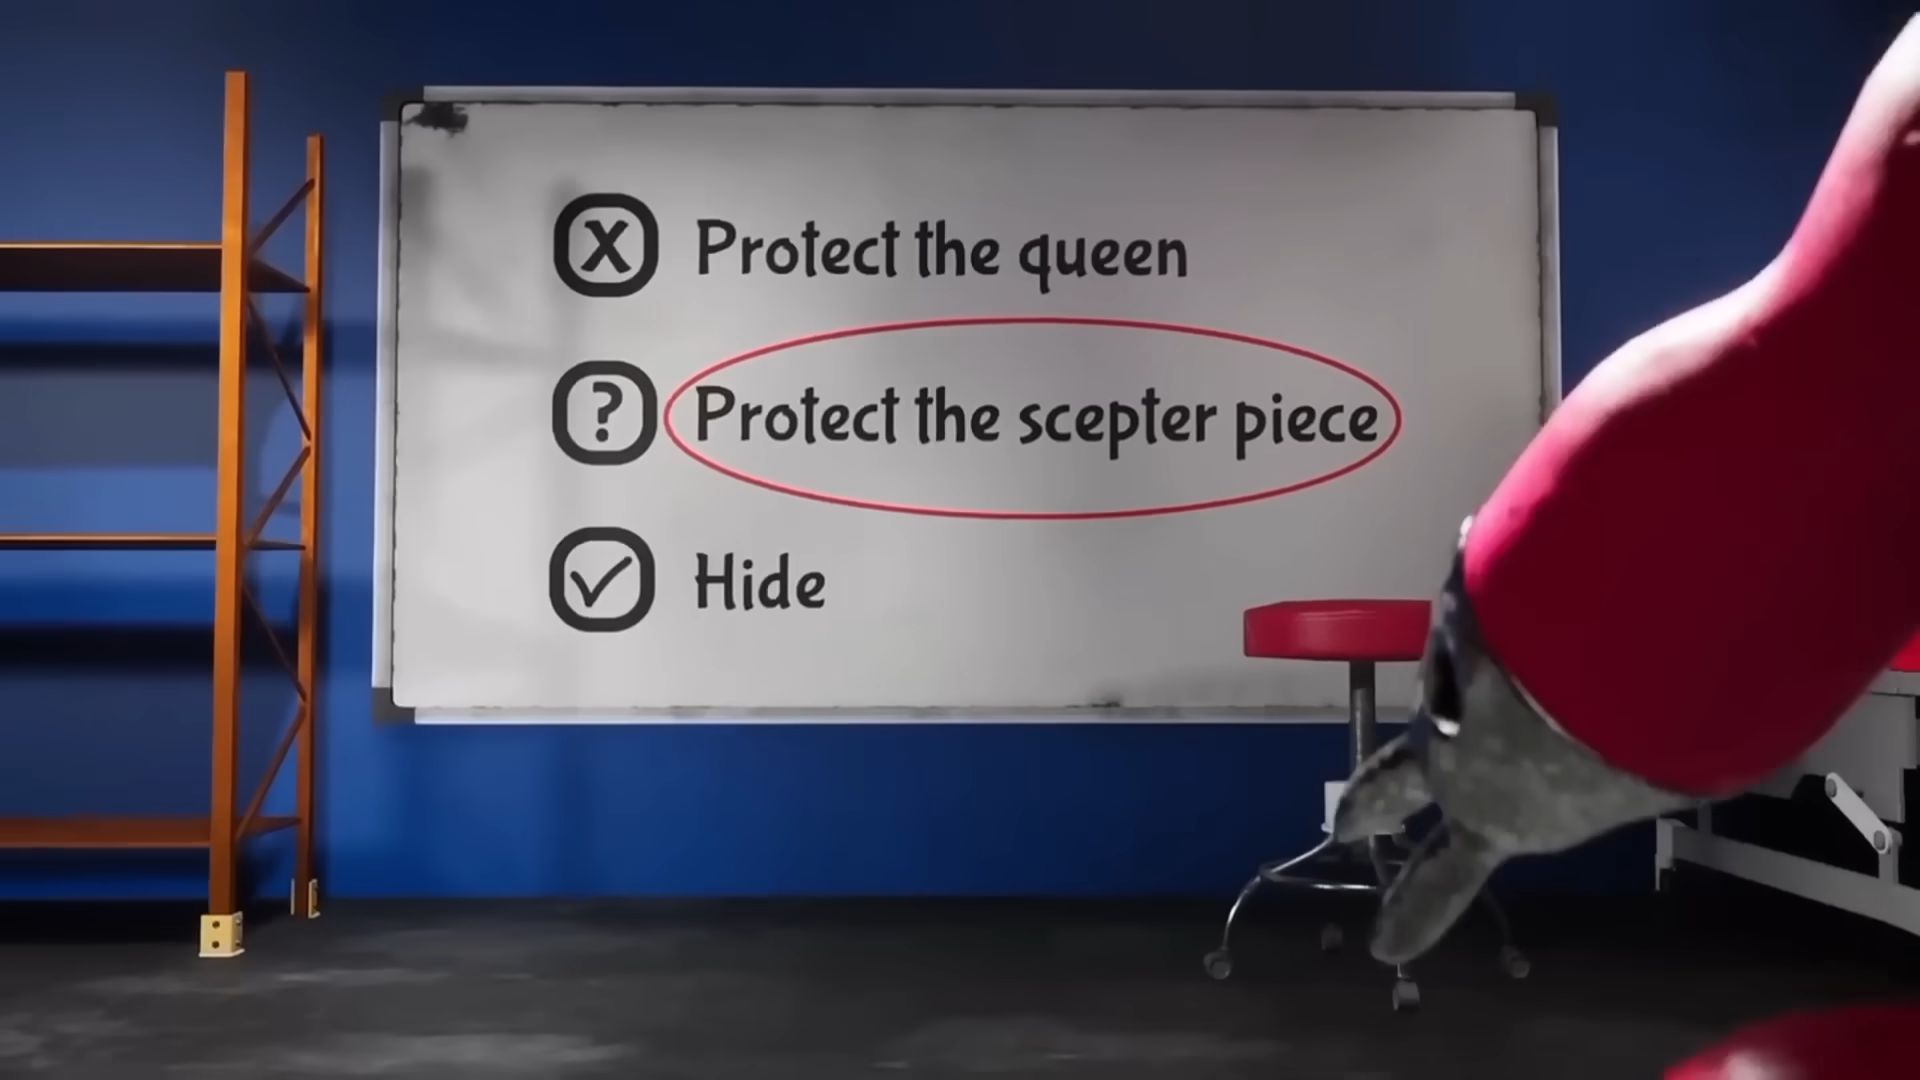 X Protect the queen
? Protect the scepter piece
✓ Hide